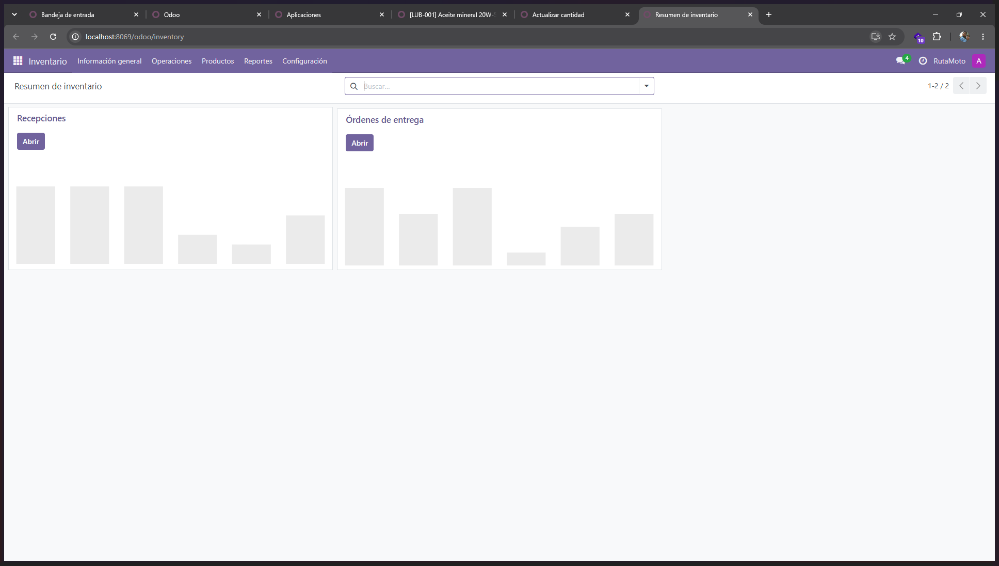 Bandeja de entrada
Odoo
Aplicaciones
[LUB-001] Aceite mineral 20W-
Actualizar cantidad
Resumen de inventario
localhost:8069/odoo/inventory
10
Inventario
Información general
Operaciones
Productos
Reportes
Configuración
4
RutaMoto
A
Resumen de inventario
Buscar...
1-2 / 2
Recepciones
Abrir
Órdenes de entrega
Abrir